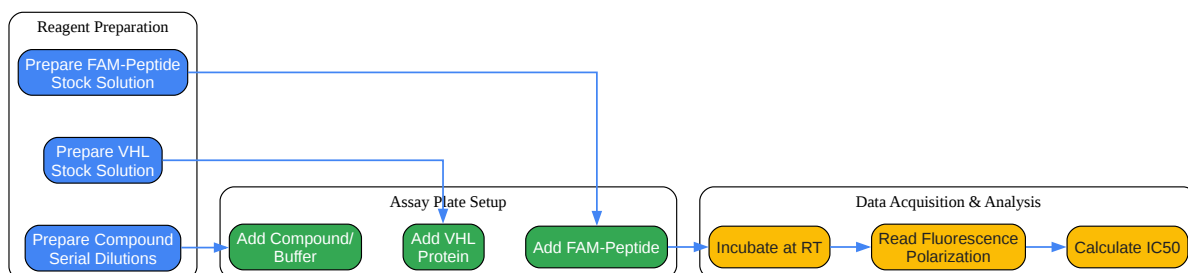 Reagent Preparation
Prepare FAM-Peptide
Stock Solution
Prepare VHL
Stock Solution
Prepare Compound
Serial Dilutions
Assay Plate Setup
Add Compound/
Buffer
Add VHL
Protein
Add FAM-Peptide
Data Acquisition & Analysis
Incubate at RT
Read Fluorescence
Polarization
Calculate IC50